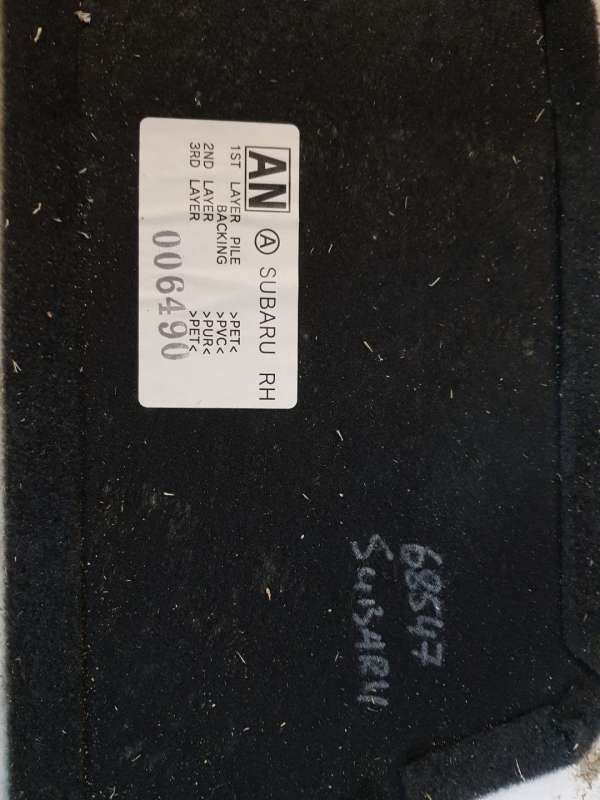 AN Ⓐ SUBARU RH
1ST LAYER PILE >PET<
BACKING >PVC<
2ND LAYER >PUR<
3RD LAYER >PET<
006490
68547
SUBARU